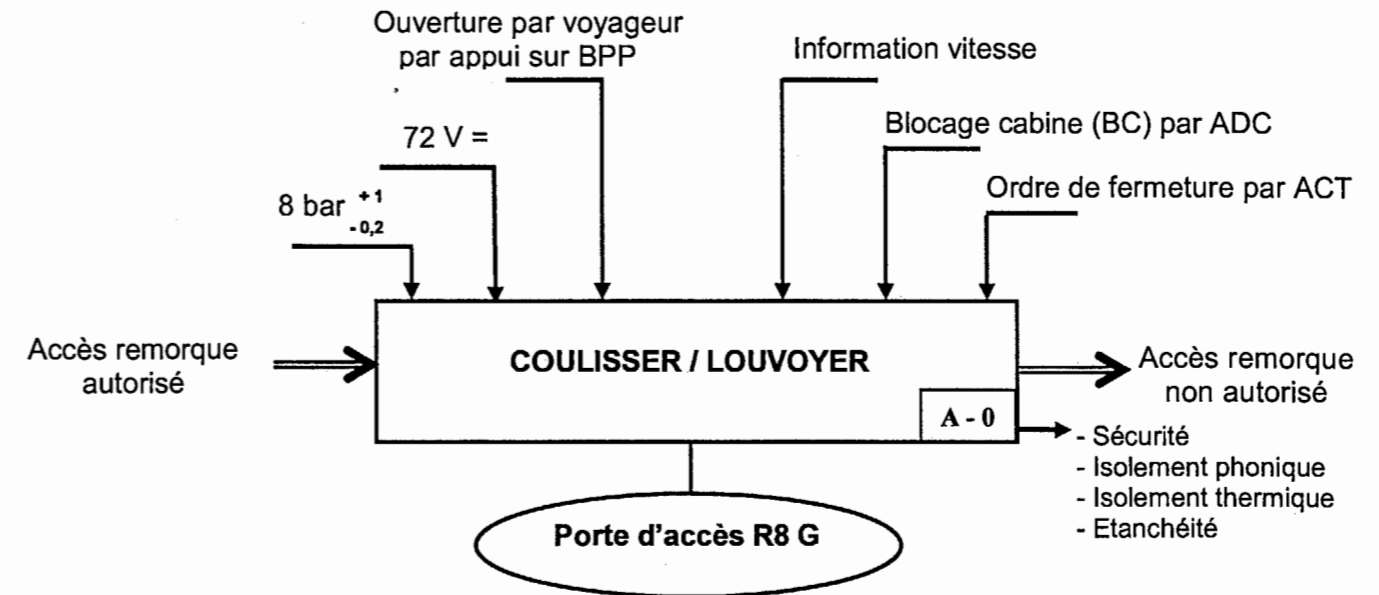 Ouverture par voyageur
par appui sur BPP
Information vitesse
72 V =
Blocage cabine (BC) par ADC
8 bar + 1
- 0,2
Ordre de fermeture par ACT
Accès remorque
autorisé
COULISSER / LOUVOYER
A - 0
Accès remorque
non autorisé
- Sécurité
- Isolement phonique
- Isolement thermique
- Etanchéité
Porte d'accès R8 G